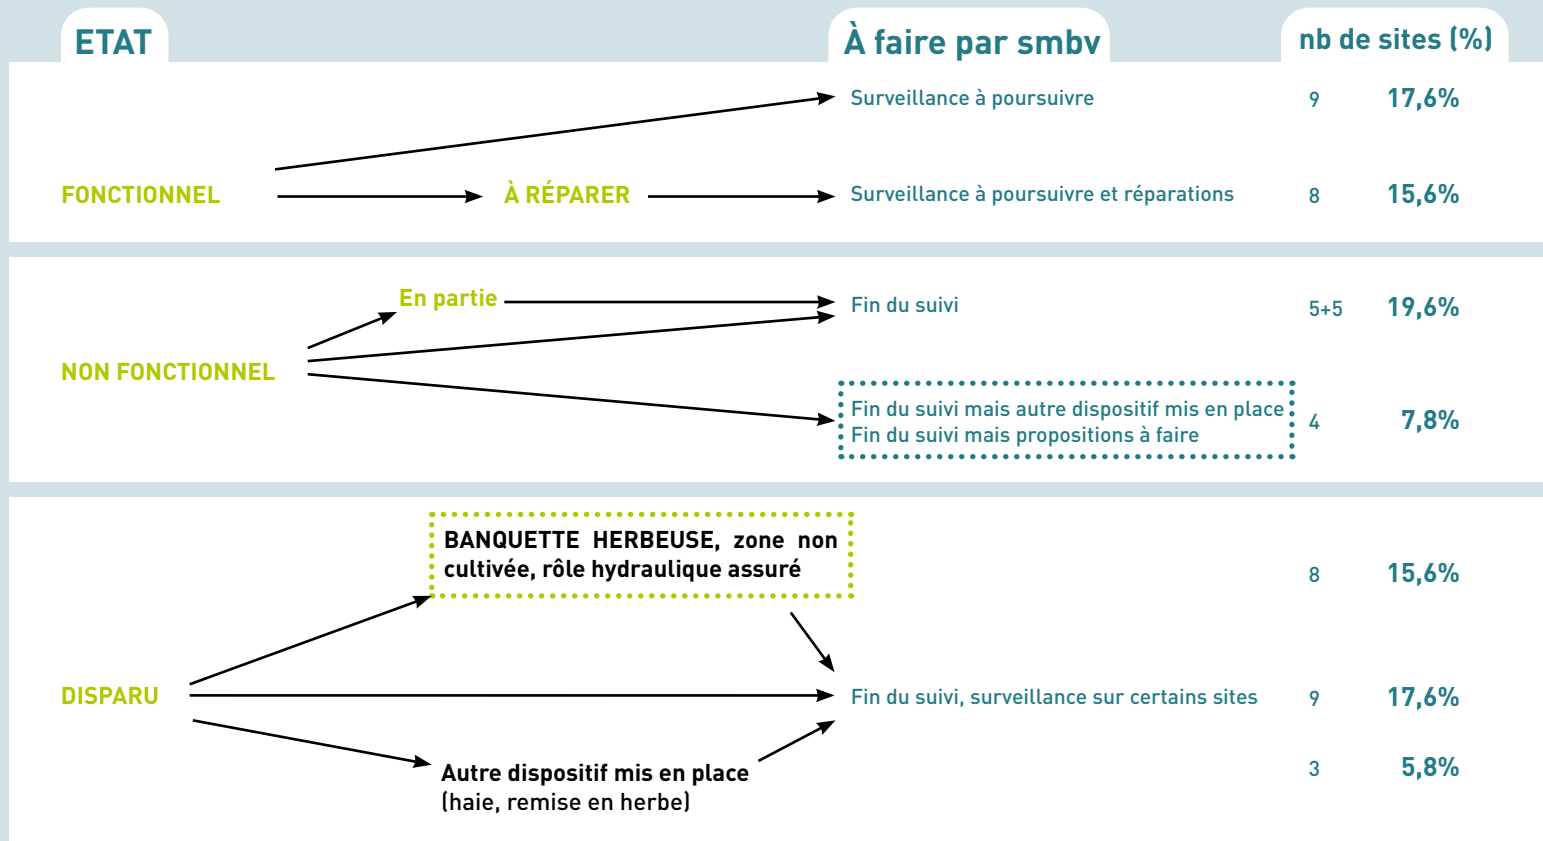 ETAT
À faire par smbv
nb de sites (%)
Surveillance à poursuivre
9 17,6%
FONCTIONNEL
À RÉPARER
Surveillance à poursuivre et réparations
8 15,6%
En partie
Fin du suivi
5+5 19,6%
NON FONCTIONNEL
Fin du suivi mais autre dispositif mis en place
Fin du suivi mais propositions à faire
4 7,8%
BANQUETTE HERBEUSE, zone non
cultivée, rôle hydraulique assuré
8 15,6%
DISPARU
Fin du suivi, surveillance sur certains sites
9 17,6%
Autre dispositif mis en place
(haie, remise en herbe)
3 5,8%